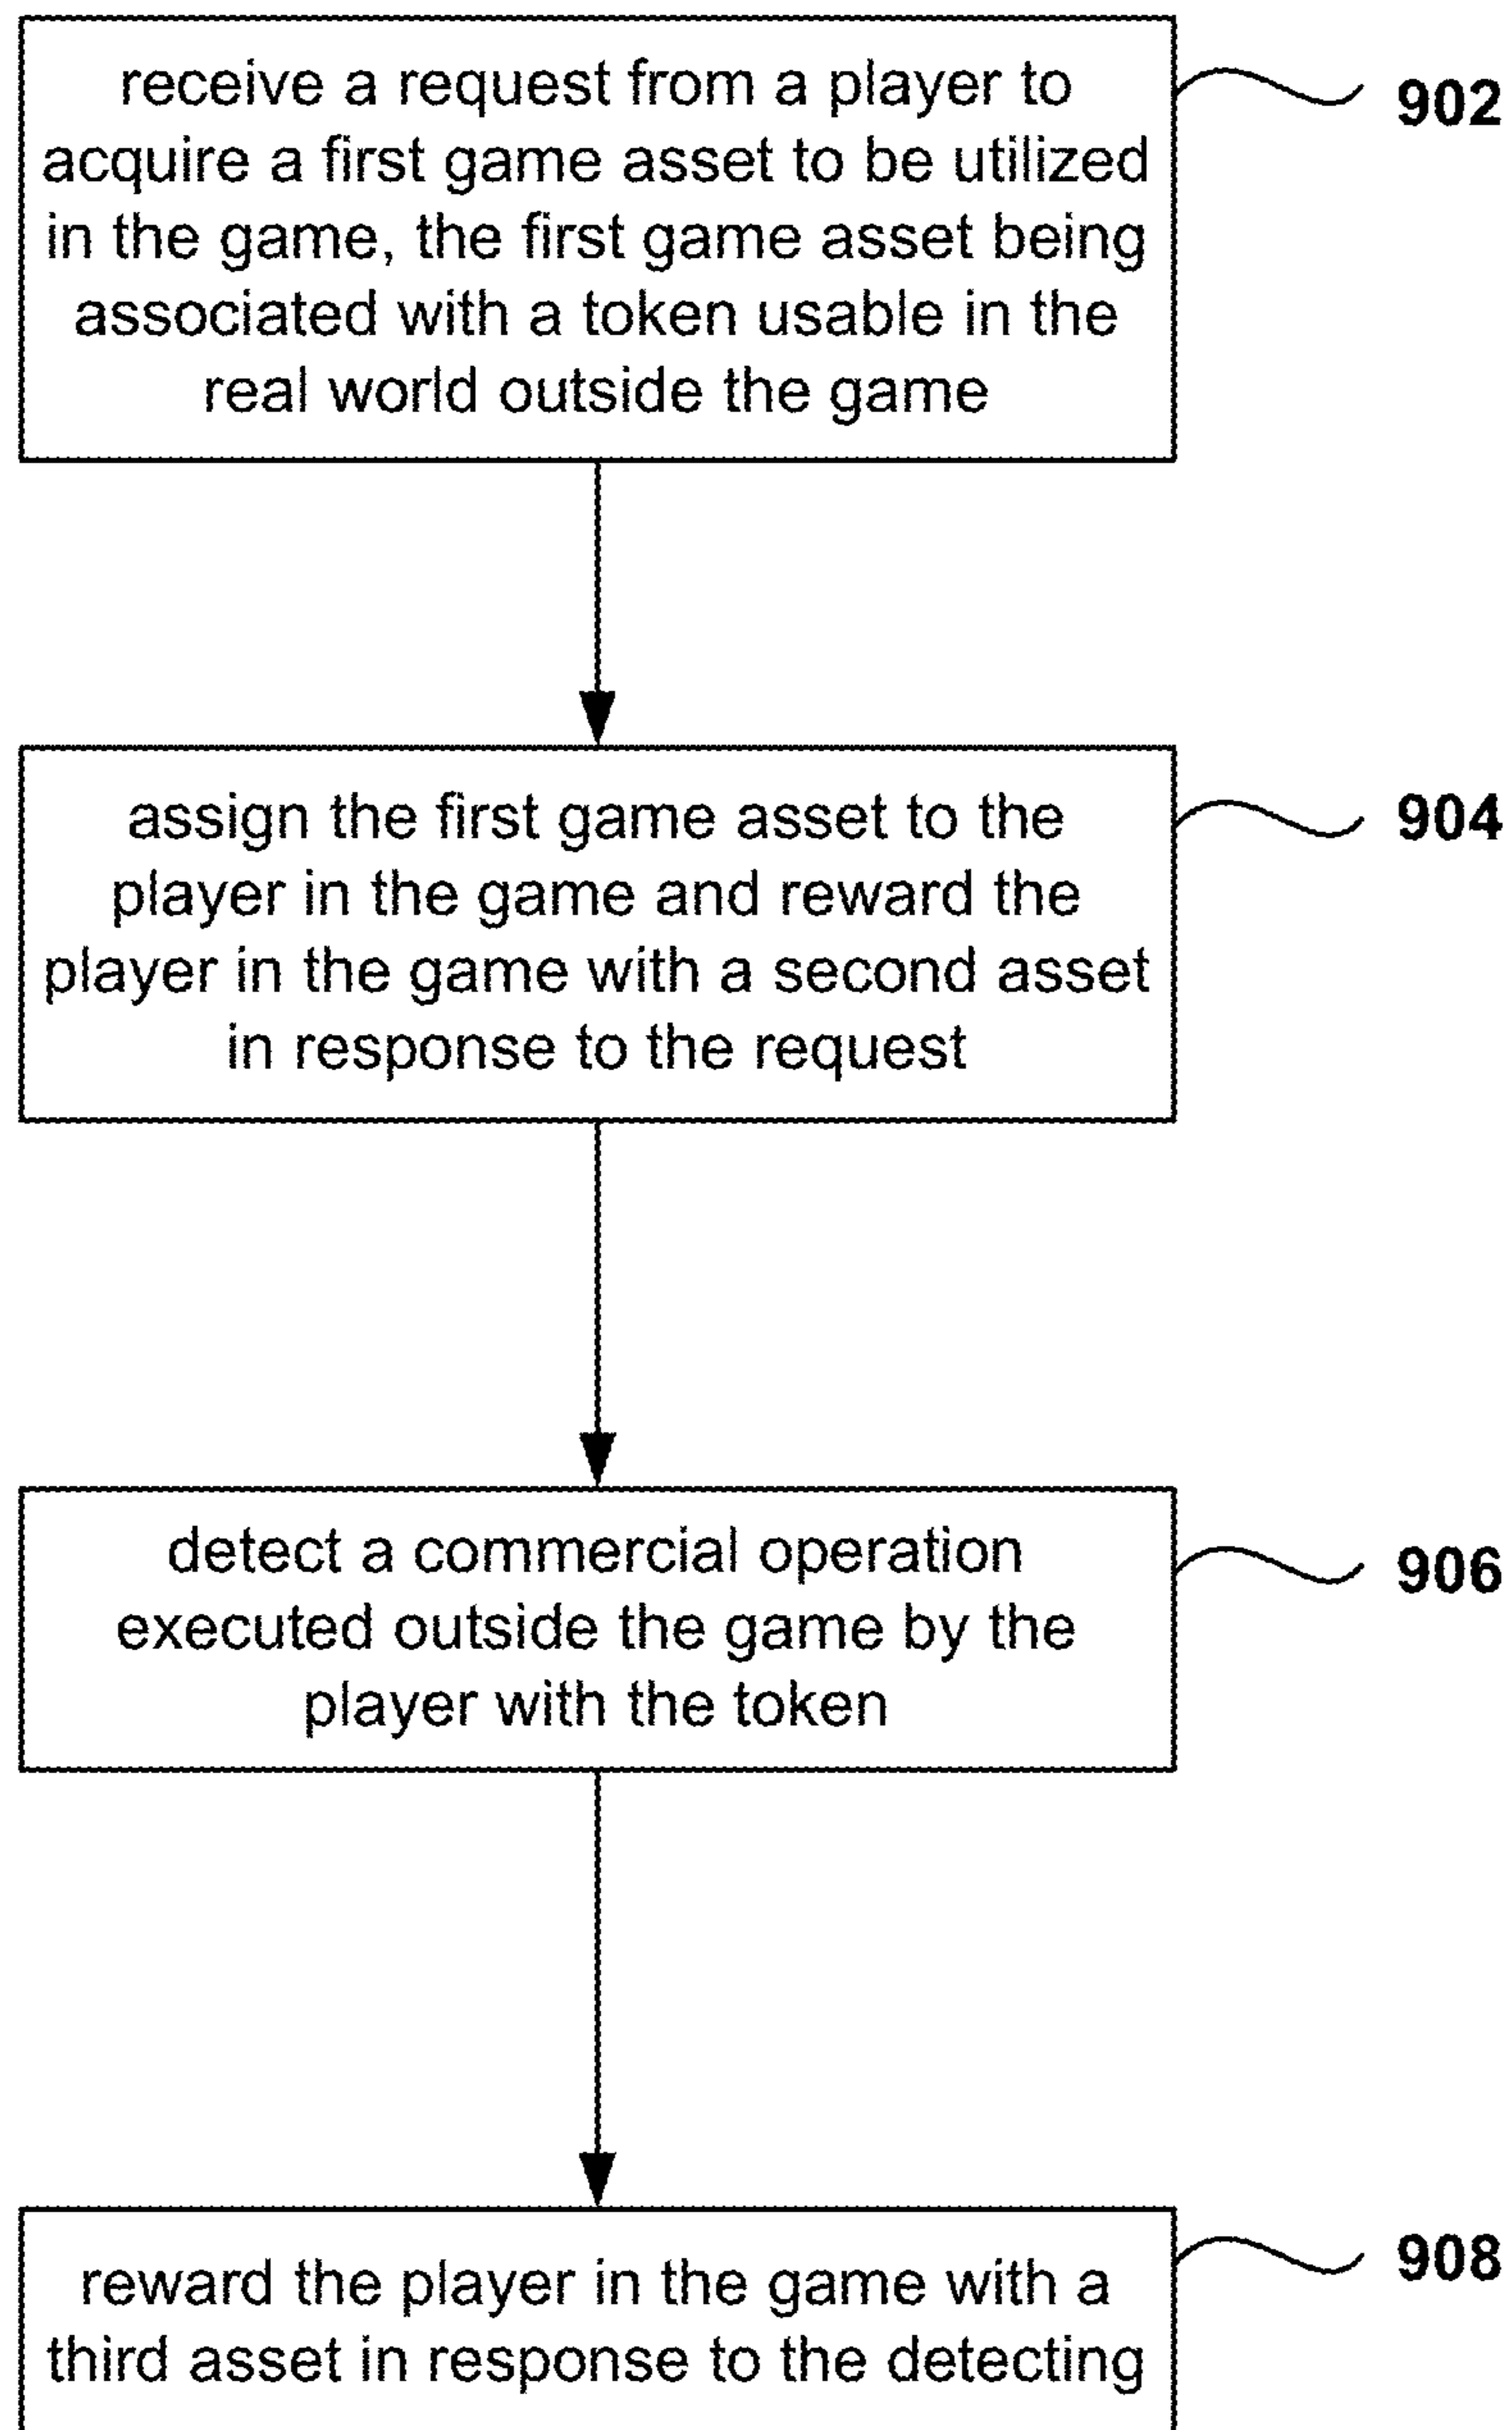 receive a request from a player to
acquire a first game asset to be utilized
in the game, the first game asset being
associated with a token usable in the
real world outside the game
902
assign the first game asset to the
player in the game and reward the
player in the game with a second asset
in response to the request
904
detect a commercial operation
executed outside the game by the
player with the token
906
reward the player in the game with a
third asset in response to the detecting
908